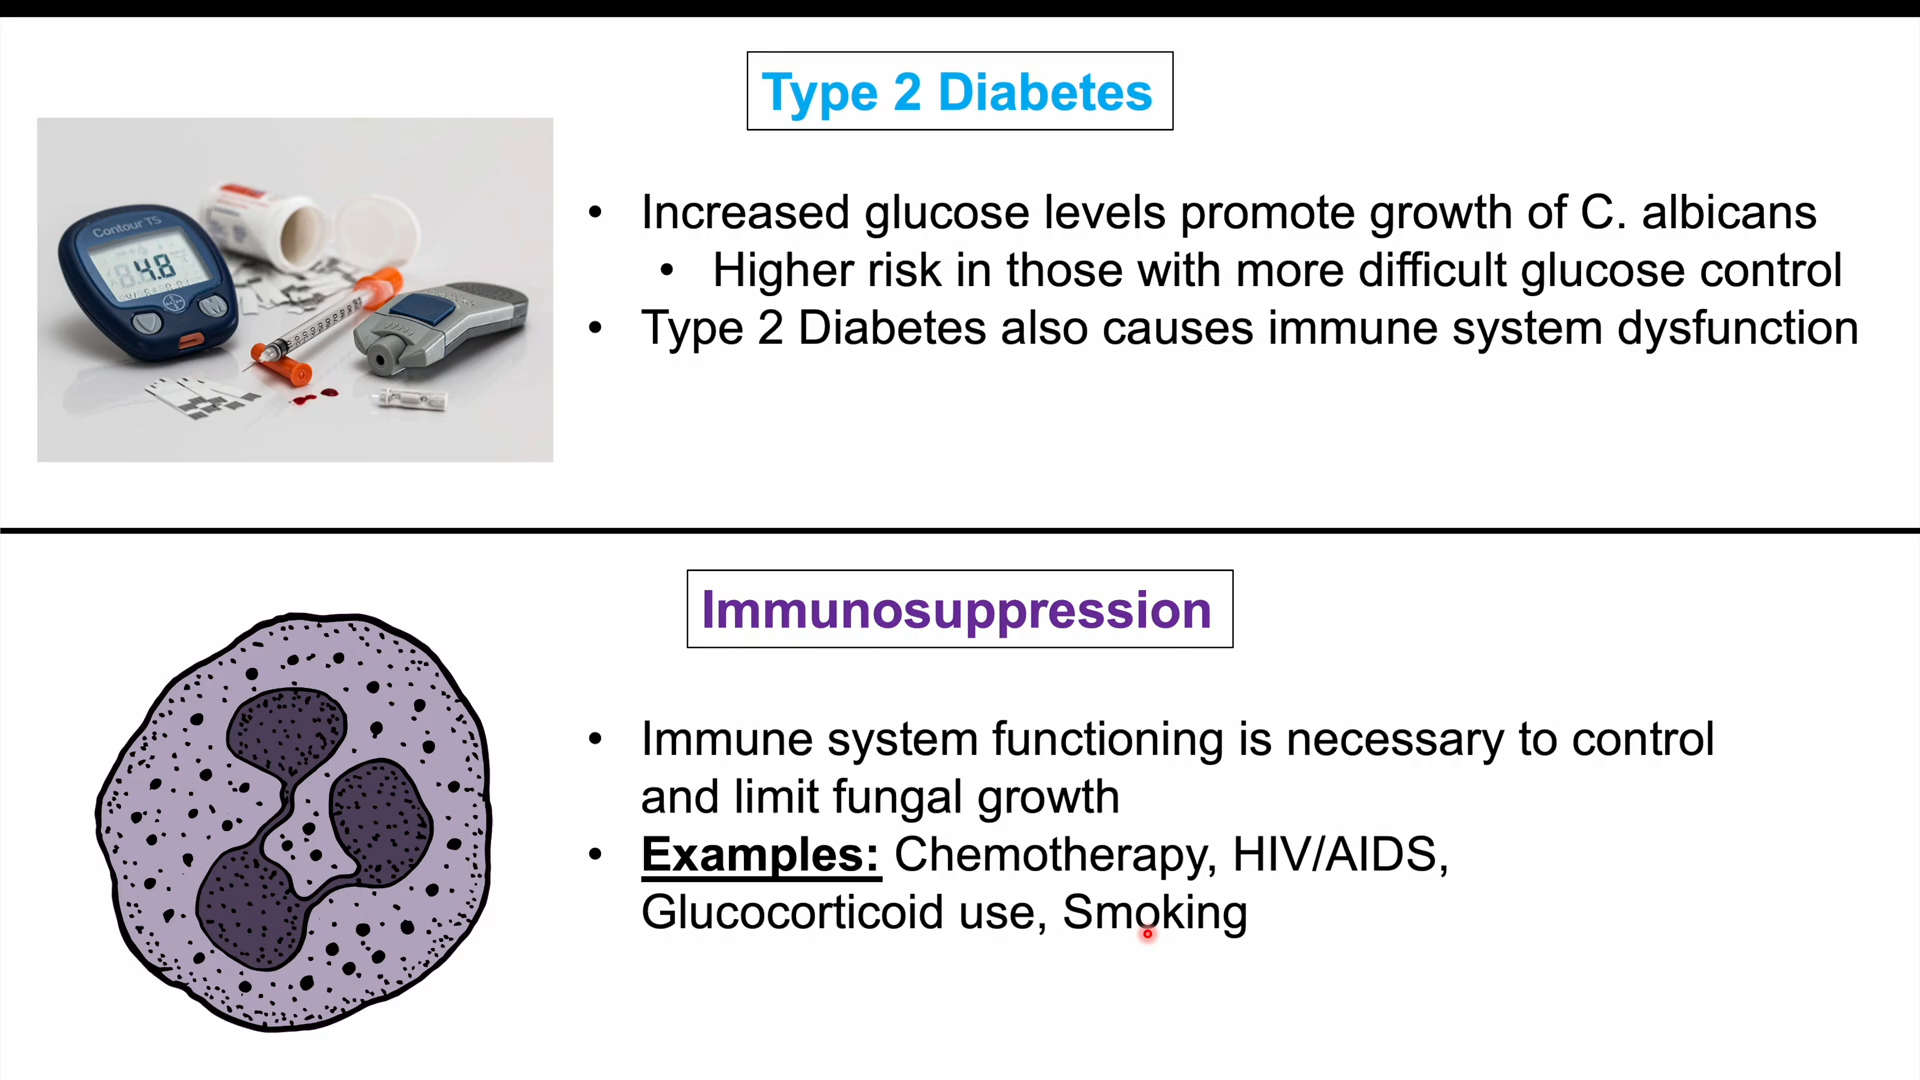 Type 2 Diabetes
Contour TS
4.8
• Increased glucose levels promote growth of C. albicans
• Higher risk in those with more difficult glucose control
• Type 2 Diabetes also causes immune system dysfunction
Immunosuppression
• Immune system functioning is necessary to control
and limit fungal growth
• Examples: Chemotherapy, HIV/AIDS,
Glucocorticoid use, Smoking